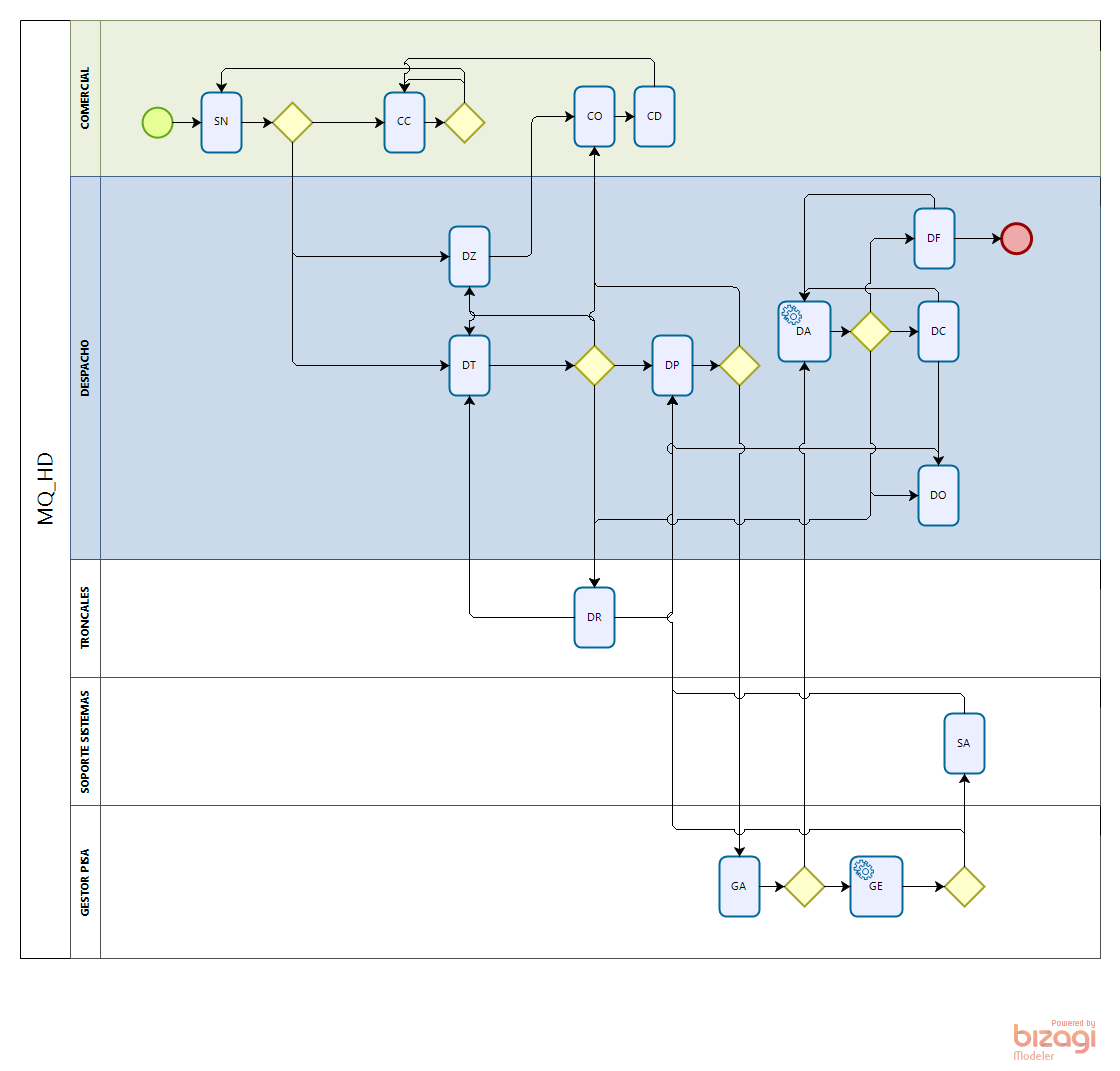 MQ_HD
COMERCIAL
SN
CC
CO
CD
DESPACHO
DZ
DF
DA
DC
DT
DP
DO
TRONCALES
DR
SOPORTE SISTEMAS
SA
GESTOR PISA
GA
GE
Powered by
bizagi
Modeler